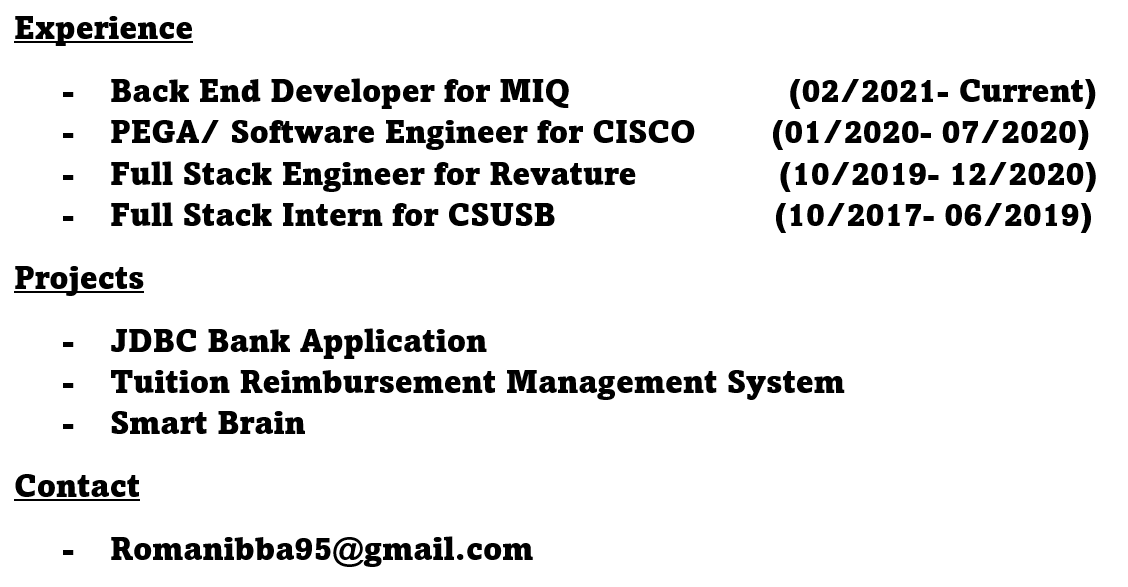 Experience
- Back End Developer for MIQ (02/2021- Current)
- PEGA/ Software Engineer for CISCO (01/2020- 07/2020)
- Full Stack Engineer for Revature (10/2019- 12/2020)
- Full Stack Intern for CSUSB (10/2017- 06/2019)
Projects
- JDBC Bank Application
- Tuition Reimbursement Management System
- Smart Brain
Contact
- Romanibba95@gmail.com